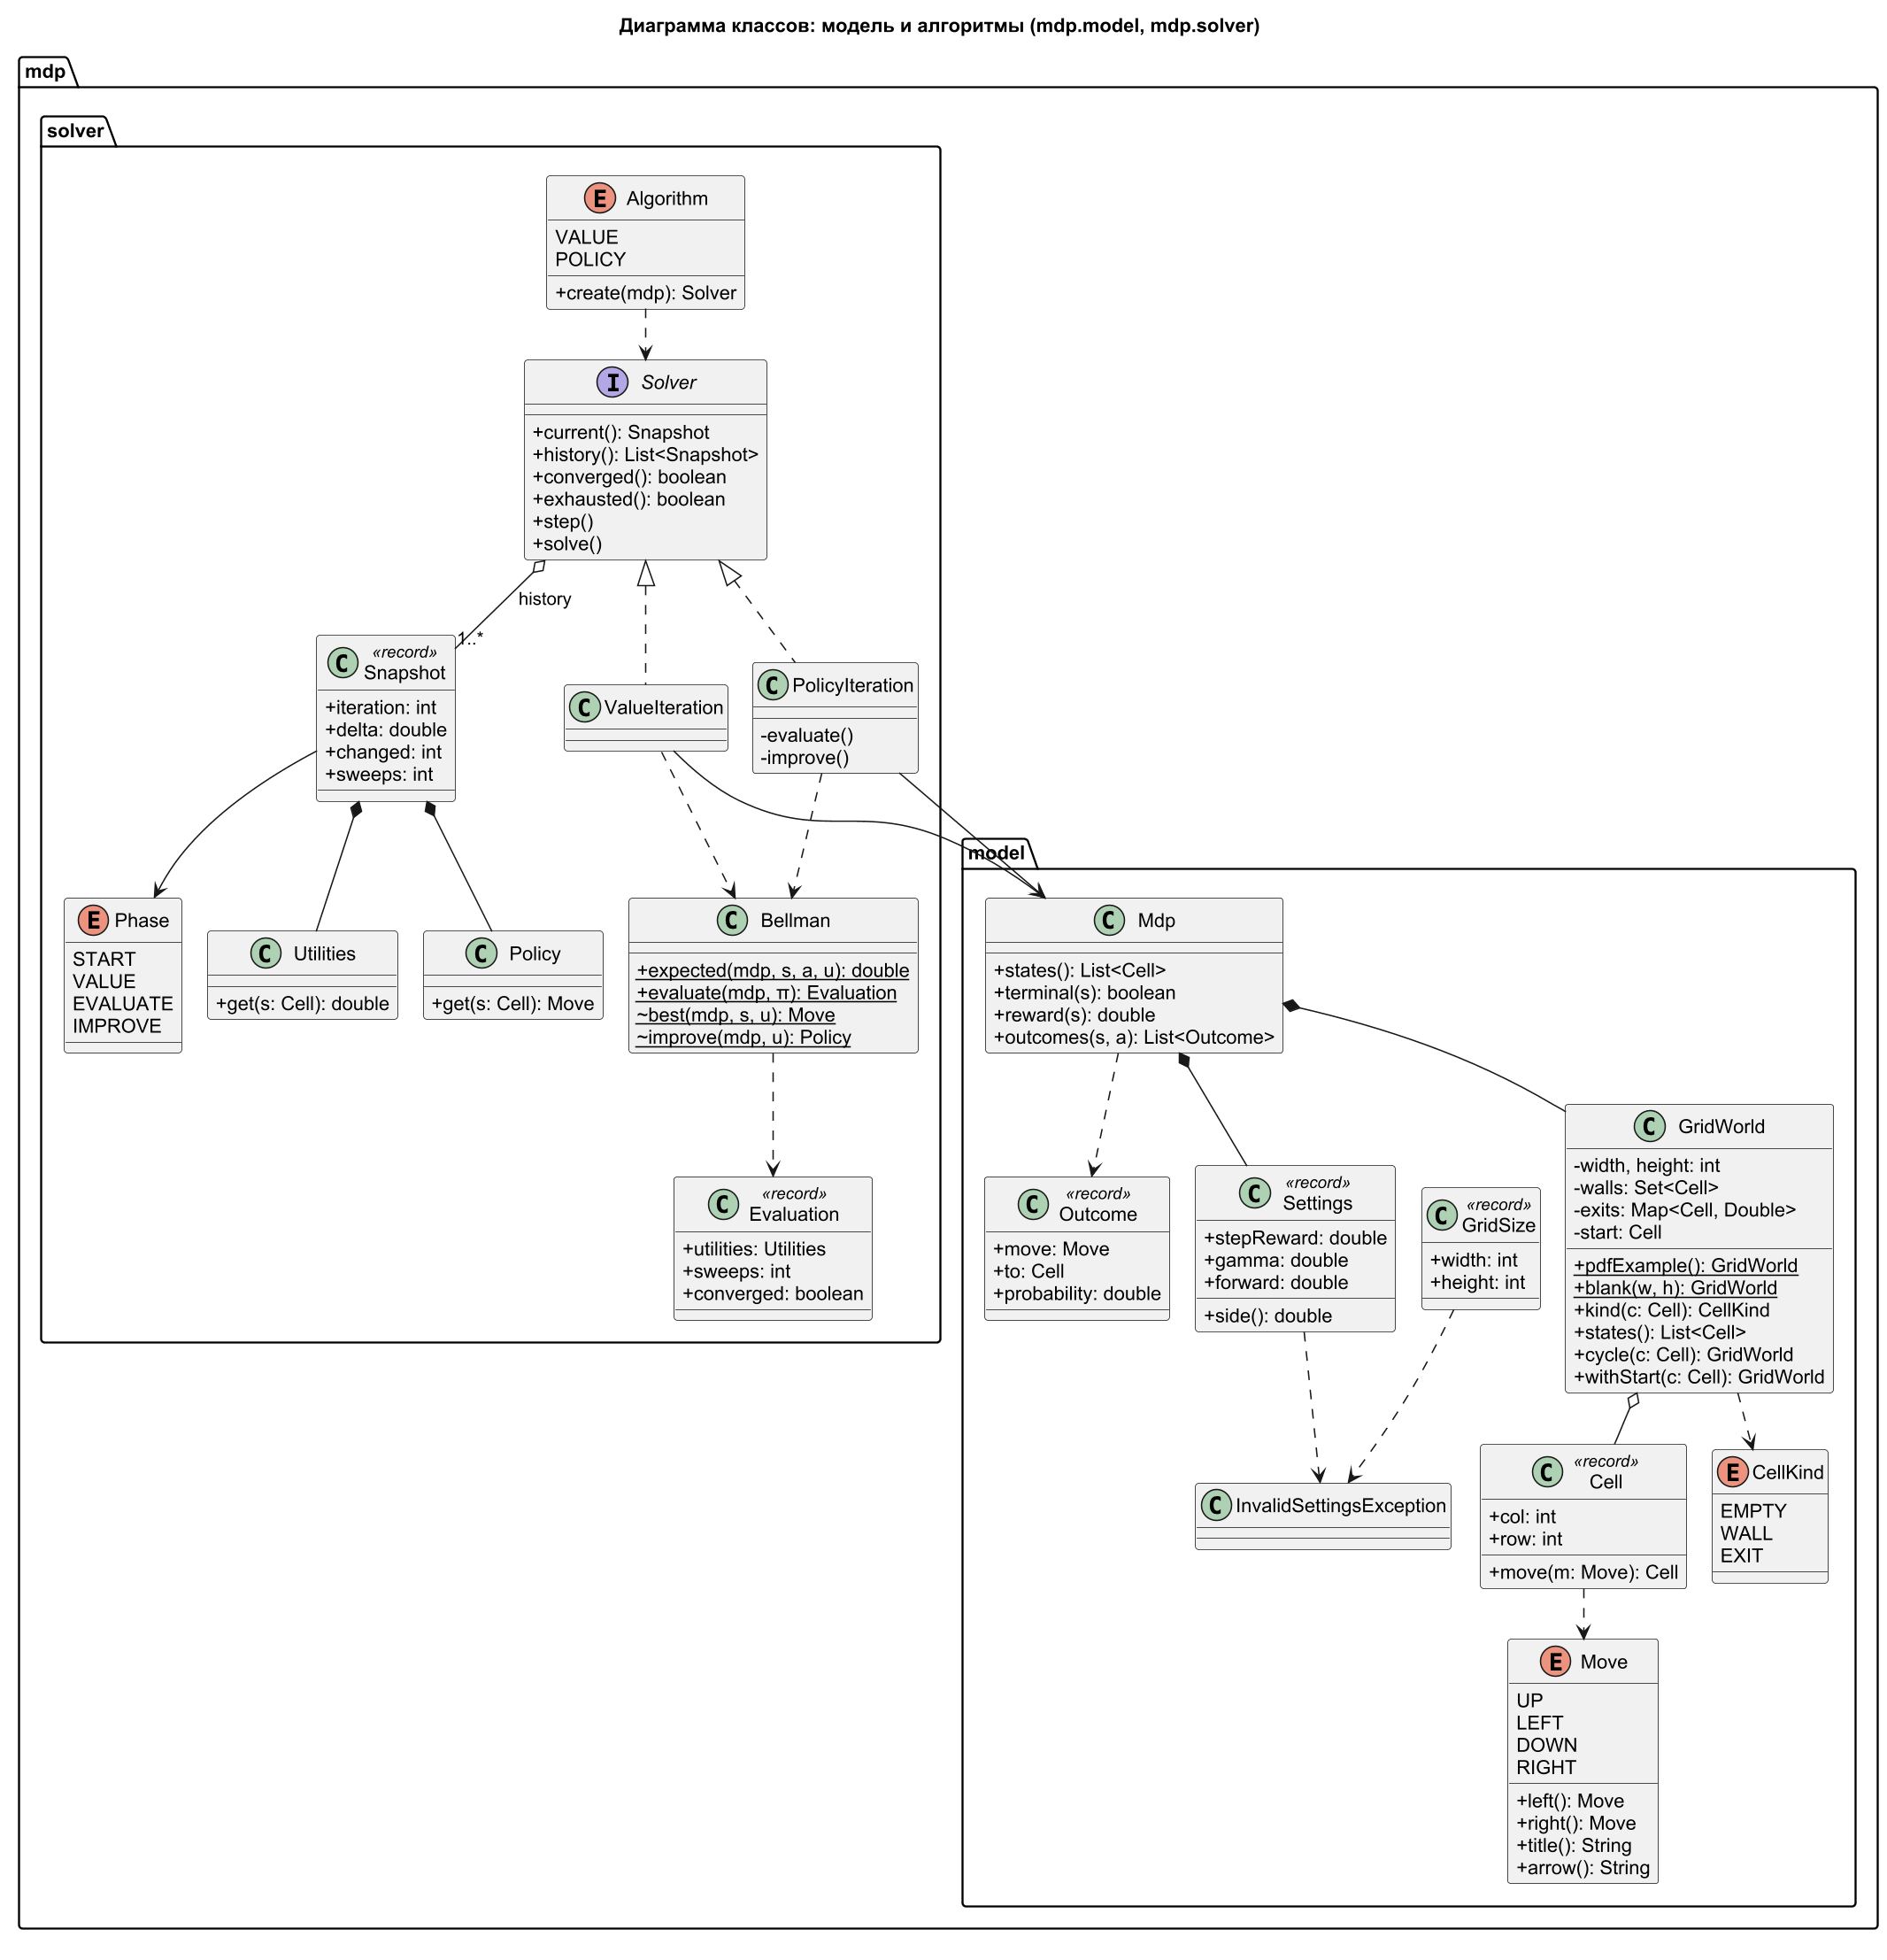 Диаграмма классов: модель и алгоритмы (mdp.model, mdp.solver)
mdp
solver
E Algorithm
VALUE
POLICY
+create(mdp): Solver
I Solver
+current(): Snapshot
+history(): List<Snapshot>
+converged(): boolean
+exhausted(): boolean
+step()
+solve()
history
1..*
C «record»
Snapshot
+iteration: int
+delta: double
+changed: int
+sweeps: int
C ValueIteration
C PolicyIteration
-evaluate()
-improve()
E Phase
START
VALUE
EVALUATE
IMPROVE
C Utilities
+get(s: Cell): double
C Policy
+get(s: Cell): Move
C Bellman
+expected(mdp, s, a, u): double
+evaluate(mdp, π): Evaluation
~best(mdp, s, u): Move
~improve(mdp, u): Policy
C «record»
Evaluation
+utilities: Utilities
+sweeps: int
+converged: boolean
model
C Mdp
+states(): List<Cell>
+terminal(s): boolean
+reward(s): double
+outcomes(s, a): List<Outcome>
C «record»
Outcome
+move: Move
+to: Cell
+probability: double
C «record»
Settings
+stepReward: double
+gamma: double
+forward: double
+side(): double
C «record»
GridSize
+width: int
+height: int
C GridWorld
-width, height: int
-walls: Set<Cell>
-exits: Map<Cell, Double>
-start: Cell
+pdfExample(): GridWorld
+blank(w, h): GridWorld
+kind(c: Cell): CellKind
+states(): List<Cell>
+cycle(c: Cell): GridWorld
+withStart(c: Cell): GridWorld
C InvalidSettingsException
C «record»
Cell
+col: int
+row: int
+move(m: Move): Cell
E CellKind
EMPTY
WALL
EXIT
E Move
UP
LEFT
DOWN
RIGHT
+left(): Move
+right(): Move
+title(): String
+arrow(): String